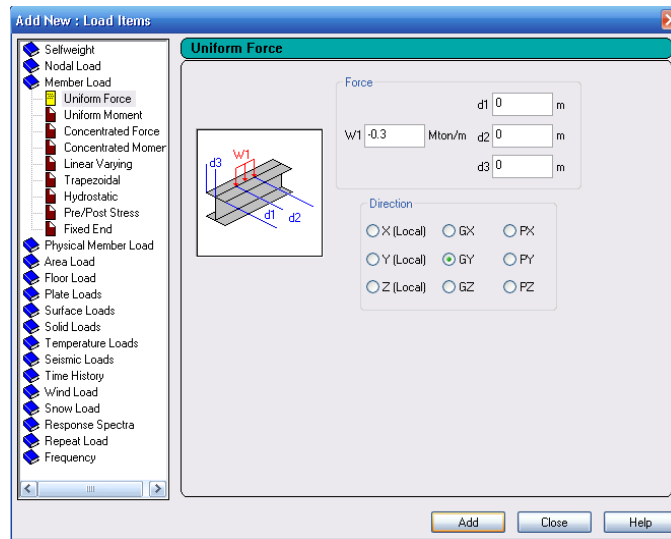 Add New : Load Items
Selfweight
Nodal Load
Member Load
Uniform Force
Uniform Moment
Concentrated Force
Concentrated Momen
Linear Varying
Trapezoidal
Hydrostatic
Pre/Post Stress
Fixed End
Physical Member Load
Area Load
Floor Load
Plate Loads
Surface Loads
Solid Loads
Temperature Loads
Seismic Loads
Time History
Wind Load
Snow Load
Response Spectra
Repeat Load
Frequency
Uniform Force
d3
W1
d1
d2
Force
d1 0 m
W1 -0.3 Mton/m d2 0 m
d3 0 m
Direction
X (Local) GX PX
Y (Local) GY PY
Z (Local) GZ PZ
Add Close Help